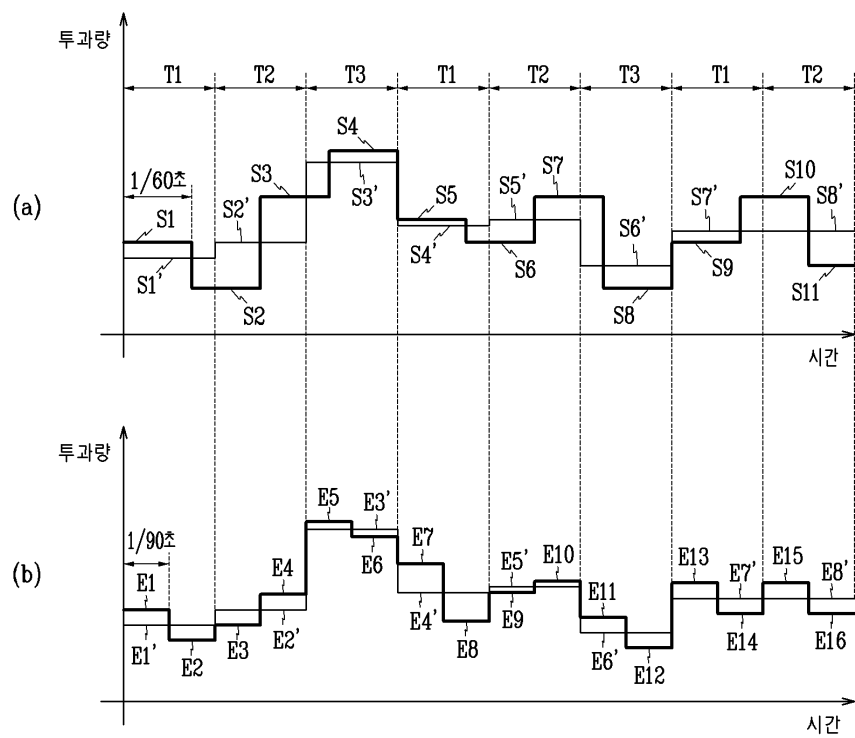 투과량
T1 T2 T3 T1 T2 T3 T1 T2
S4
S3 S3' S7 S10
1/60초 S2' S5 S5' S7' S8'
(a)
S1 S6'
S1' S4' S6 S9
S2 S8 S11
시간
투과량
E5 E3'
1/90초 E7 E5' E10 E13 E15
(b)
E4 E6 E11 E7' E8'
E1
E1' E2 E3 E2' E4' E8 E9 E6' E12 E14 E16
시간